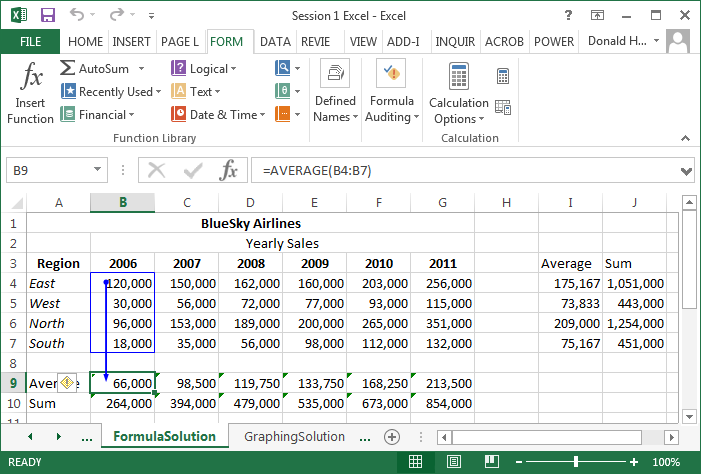 Session 1 Excel - Excel
FILE HOME INSERT PAGE L FORM DATA REVIE VIEW ADD-I INQUIR ACROB POWER Donald H...
fx Insert Function
Σ AutoSum
Recently Used
Financial
Logical
Text
Date & Time
Function Library
Defined Names
Formula Auditing
Calculation Options
Calculation
B9 fx =AVERAGE(B4:B7)
A B C D E F G H I J
1 BlueSky Airlines
2 Yearly Sales
3 Region 2006 2007 2008 2009 2010 2011 Average Sum
4 East 120,000 150,000 162,000 160,000 203,000 256,000 175,167 1,051,000
5 West 30,000 56,000 72,000 77,000 93,000 115,000 73,833 443,000
6 North 96,000 153,000 189,000 200,000 265,000 351,000 209,000 1,254,000
7 South 18,000 35,000 56,000 98,000 112,000 132,000 75,167 451,000
8
9 Aver e 66,000 98,500 119,750 133,750 168,250 213,500
10 Sum 264,000 394,000 479,000 535,000 673,000 854,000
... FormulaSolution GraphingSolution ...
READY 100%